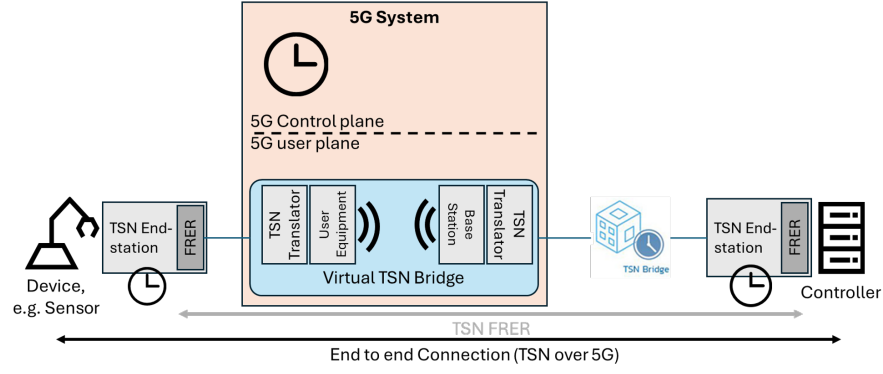 5G System
5G Control plane
5G user plane
TSN
Translator
User
Equipment
Base
Station
TSN
Translator
Virtual TSN Bridge
TSN End-
station
FRER
Device,
e.g. Sensor
TSN Bridge
TSN End-
station
FRER
Controller
TSN FRER
End to end Connection (TSN over 5G)